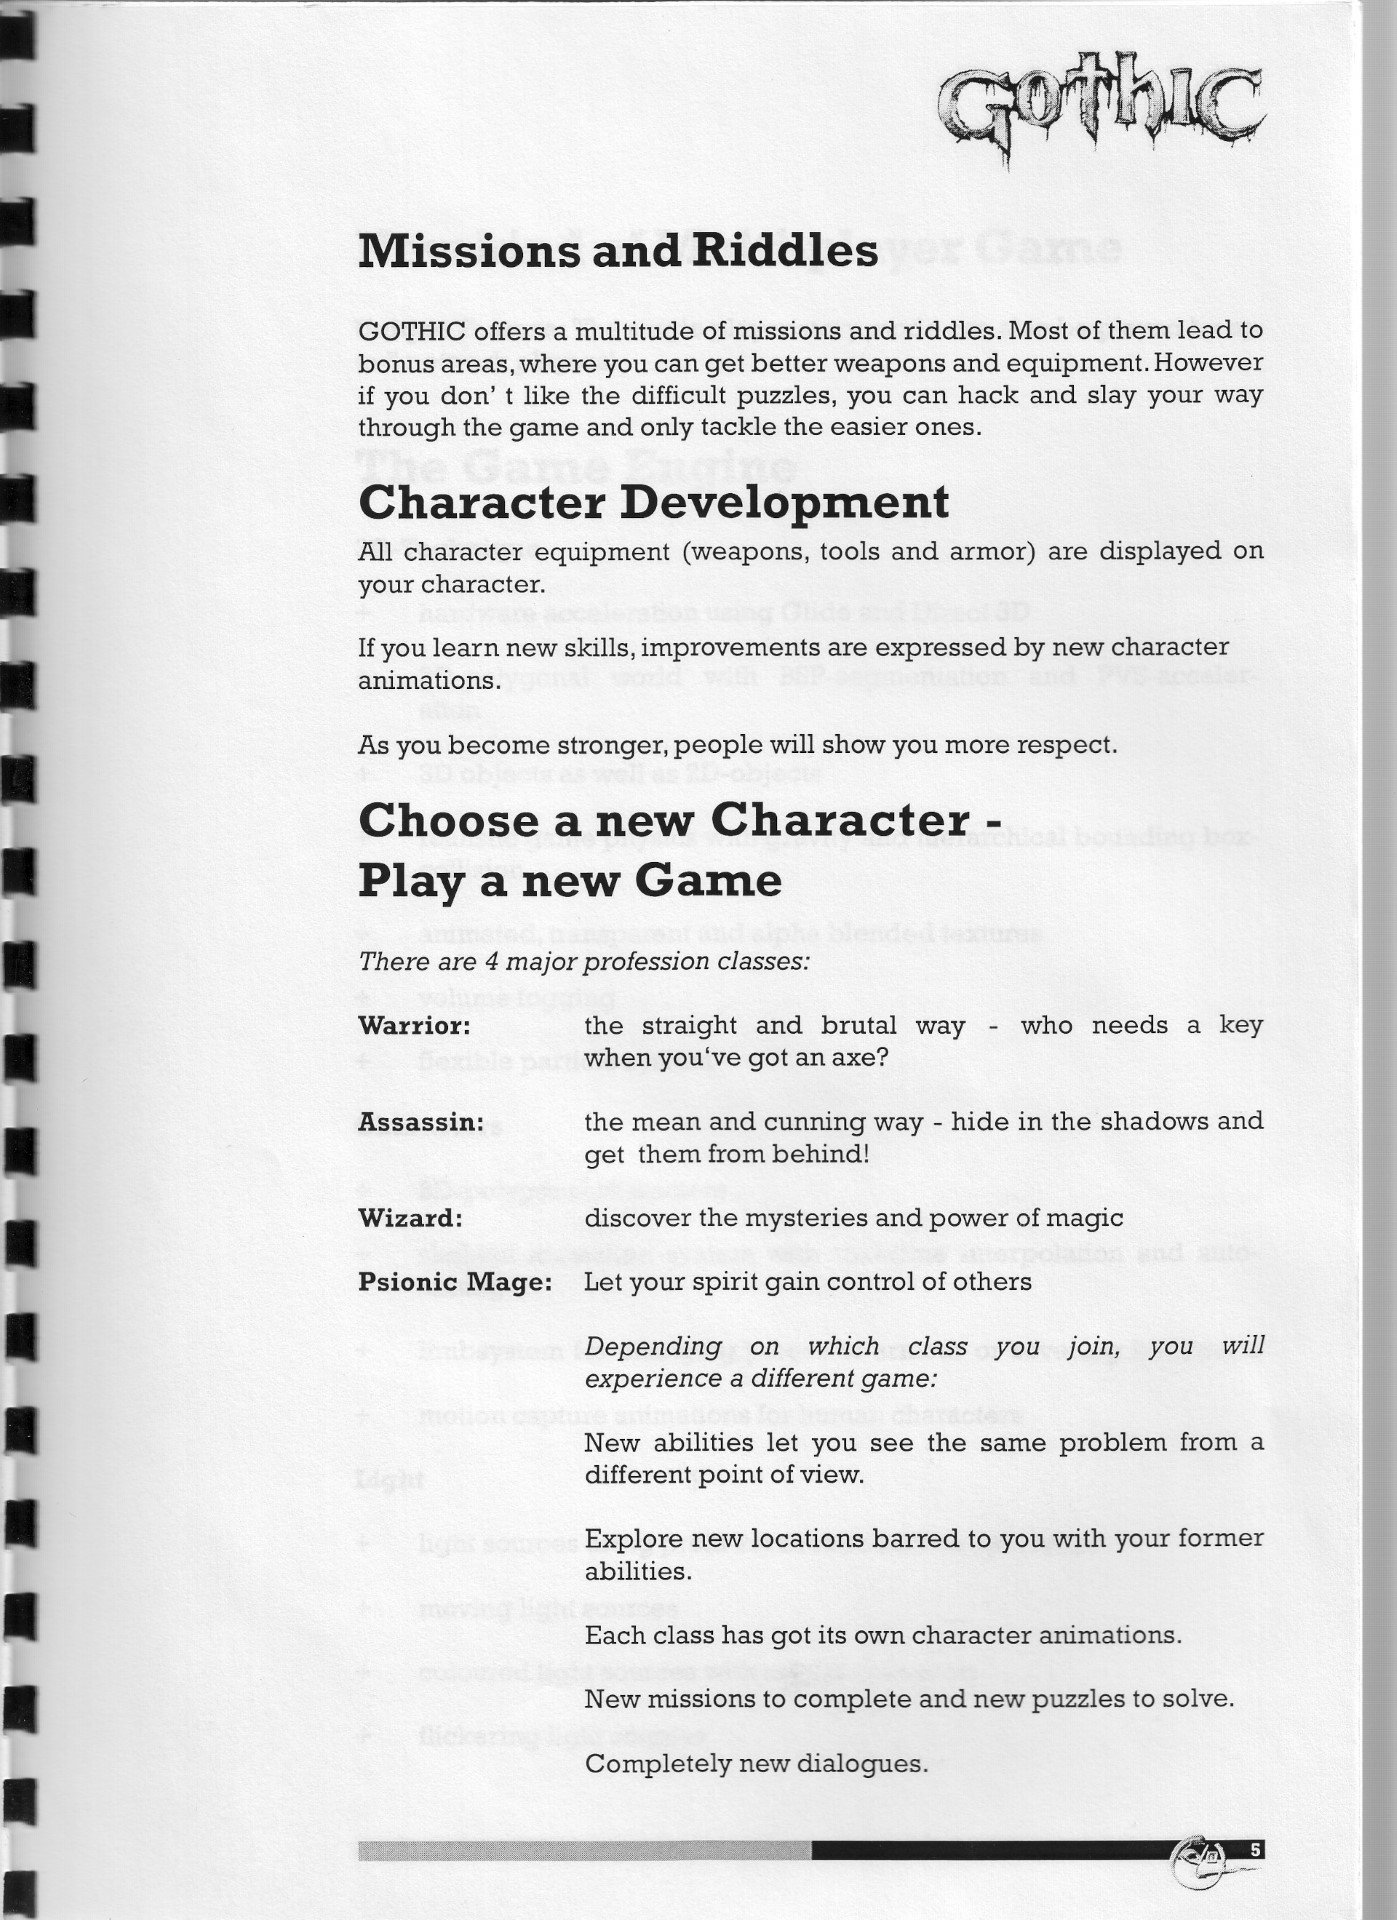 GOTHIC
Missions and Riddles
GOTHIC offers a multitude of missions and riddles. Most of them lead to
bonus areas, where you can get better weapons and equipment. However
if you don' t like the difficult puzzles, you can hack and slay your way
through the game and only tackle the easier ones.
Character Development
All character equipment (weapons, tools and armor) are displayed on
your character.
If you learn new skills, improvements are expressed by new character
animations.
As you become stronger, people will show you more respect.
Choose a new Character -
Play a new Game
There are 4 major profession classes:
Warrior: the straight and brutal way - who needs a key
when you‘ve got an axe?
Assassin: the mean and cunning way - hide in the shadows and
get them from behind!
Wizard: discover the mysteries and power of magic
Psionic Mage: Let your spirit gain control of others
Depending on which class you join, you will
experience a different game:
New abilities let you see the same problem from a
different point of view.
Explore new locations barred to you with your former
abilities.
Each class has got its own character animations.
New missions to complete and new puzzles to solve.
Completely new dialogues.
5